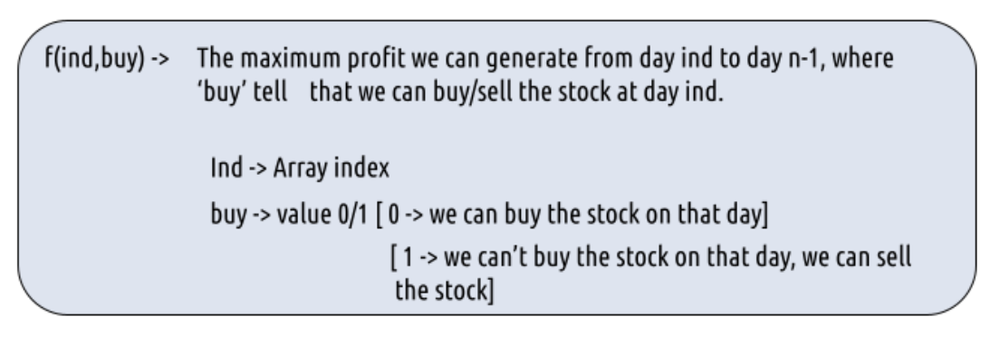 f(ind,buy) -> The maximum profit we can generate from day ind to day n-1, where
‘buy’ tell that we can buy/sell the stock at day ind.
Ind -> Array index
buy -> value 0/1 [ 0 -> we can buy the stock on that day]
[ 1 -> we can’t buy the stock on that day, we can sell
the stock]